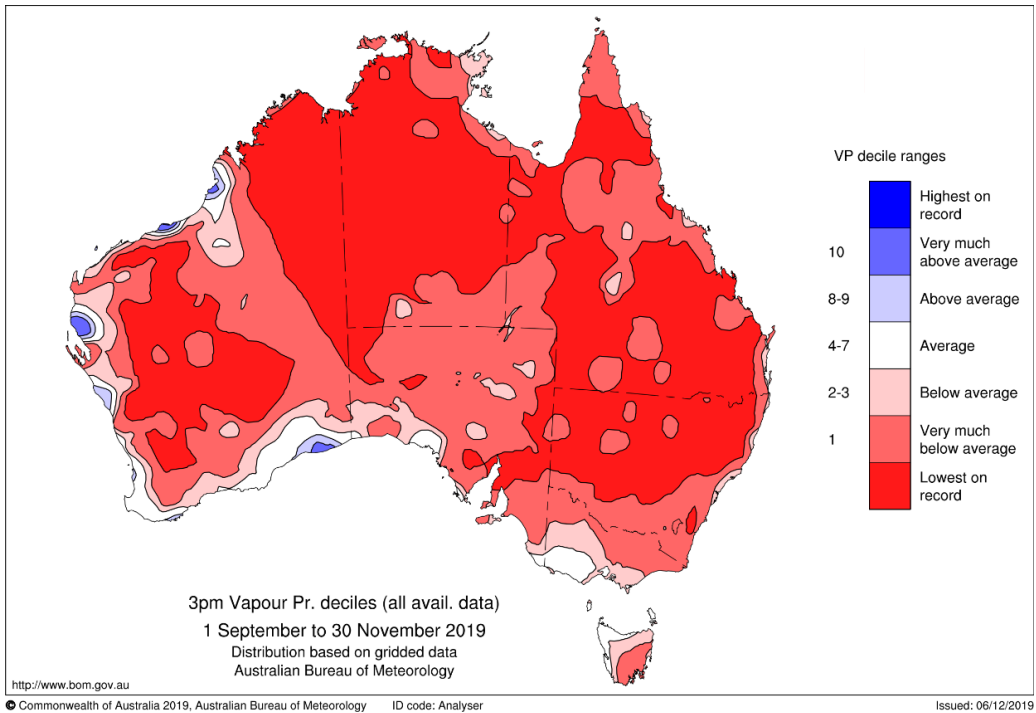 VP decile ranges
Highest on
record
10
Very much
above average
8-9
Above average
4-7
Average
2-3
Below average
1
Very much
below average
Lowest on
record
3pm Vapour Pr. deciles (all avail. data)
1 September to 30 November 2019
Distribution based on gridded data
Australian Bureau of Meteorology
http://www.bom.gov.au
© Commonwealth of Australia 2019, Australian Bureau of Meteorology ID code: Analyser Issued: 06/12/2019